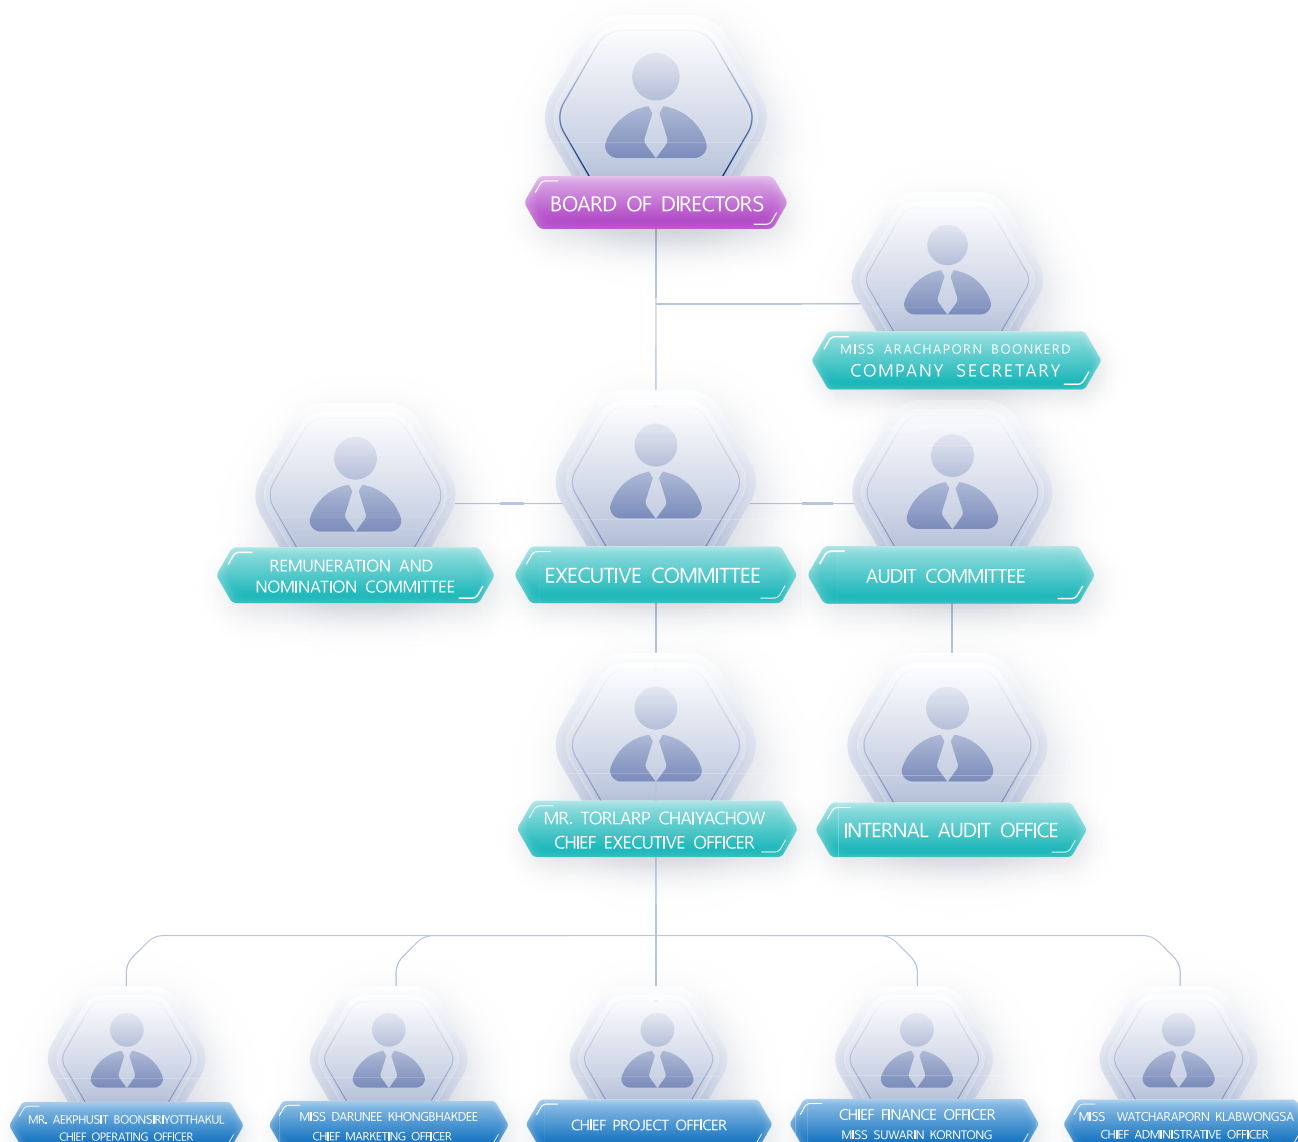 BOARD OF DIRECTORS
MISS ARACHAPORN BOONKERD
COMPANY SECRETARY
REMUNERATION AND
NOMINATION COMMITTEE
EXECUTIVE COMMITTEE
AUDIT COMMITTEE
MR. TORLARP CHAIYACHOW
CHIEF EXECUTIVE OFFICER
INTERNAL AUDIT OFFICE
MR. AEKPHUSIT BOONSIRIYOTTHAKUL
CHIEF OPERATING OFFICER
MISS DARUNEE KHONGBHAKDEE
CHIEF MARKETING OFFICER
CHIEF PROJECT OFFICER
CHIEF FINANCE OFFICER
MISS SUWARIN KORNTONG
MISS WATCHARAPORN KLABWONGSA
CHIEF ADMINISTRATIVE OFFICER